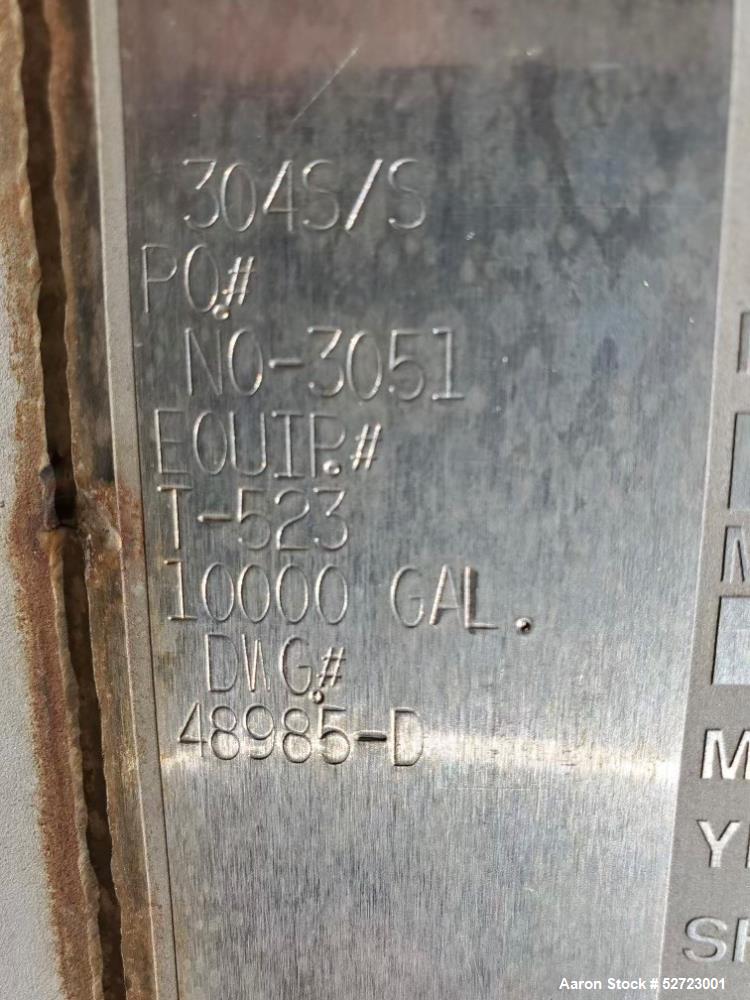 304S/S
PO.#
NO-3051
EQUIP.#
T-523
10000 GAL.
DWG.#
48985-D
Aaron Stock # 52723001